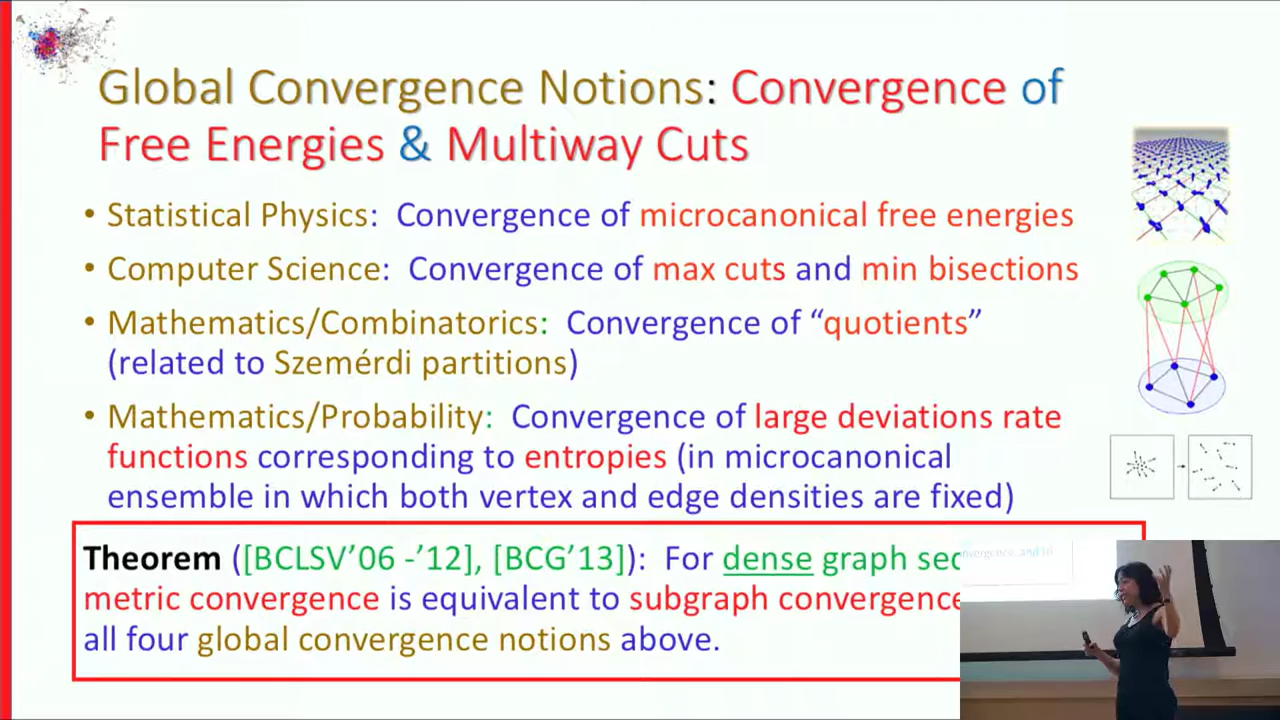 Global Convergence Notions: Convergence of
Free Energies & Multiway Cuts
• Statistical Physics: Convergence of microcanonical free energies
• Computer Science: Convergence of max cuts and min bisections
• Mathematics/Combinatorics: Convergence of “quotients”
(related to Szemérdi partitions)
• Mathematics/Probability: Convergence of large deviations rate
functions corresponding to entropies (in microcanonical
ensemble in which both vertex and edge densities are fixed)
Theorem ([BCLSV’06 -’12], [BCG’13]): For dense graph
metric convergence is equivalent to subgraph convergence
all four global convergence notions above.